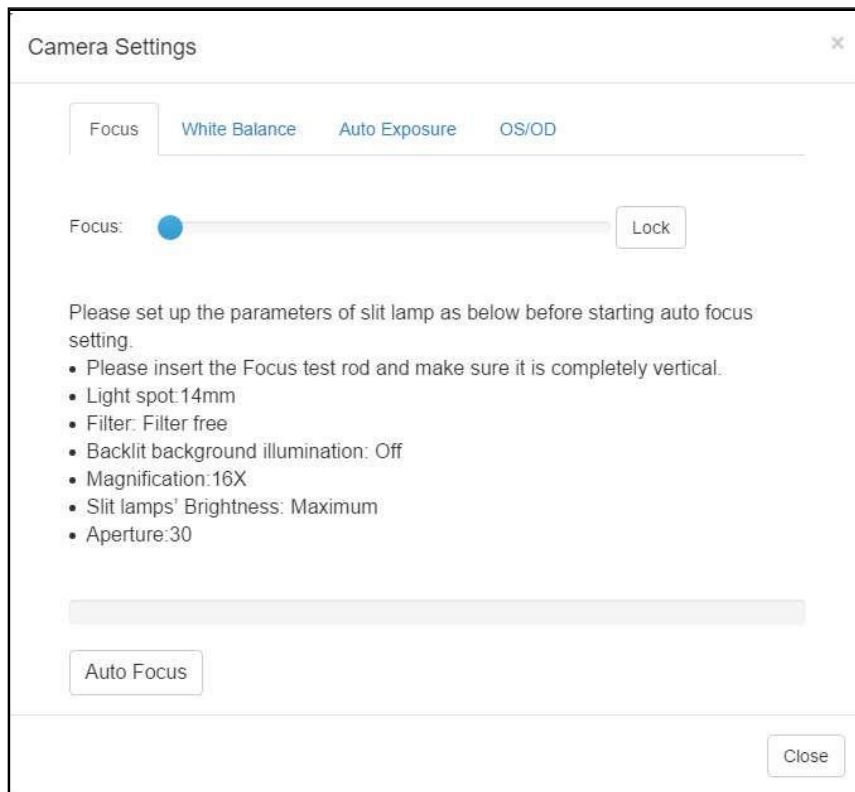 Camera Settings ×
Focus White Balance Auto Exposure OS/OD
Focus: Lock
Please set up the parameters of slit lamp as below before starting auto focus
setting.
• Please insert the Focus test rod and make sure it is completely vertical.
• Light spot:14mm
• Filter: Filter free
• Backlit background illumination: Off
• Magnification:16X
• Slit lamps’ Brightness: Maximum
• Aperture:30
Auto Focus
Close